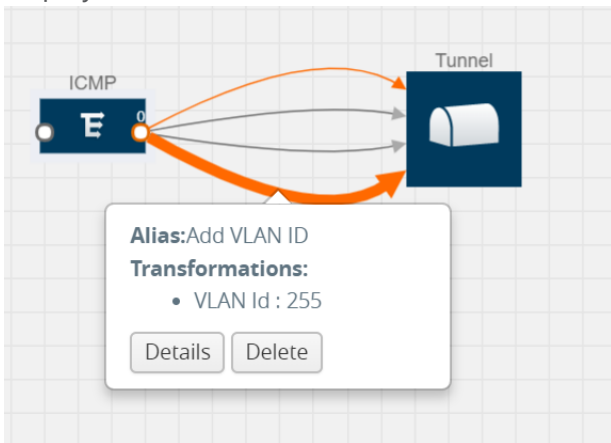 Tunnel
ICMP
0
Alias:Add VLAN ID
Transformations:
• VLAN Id : 255
Details
Delete